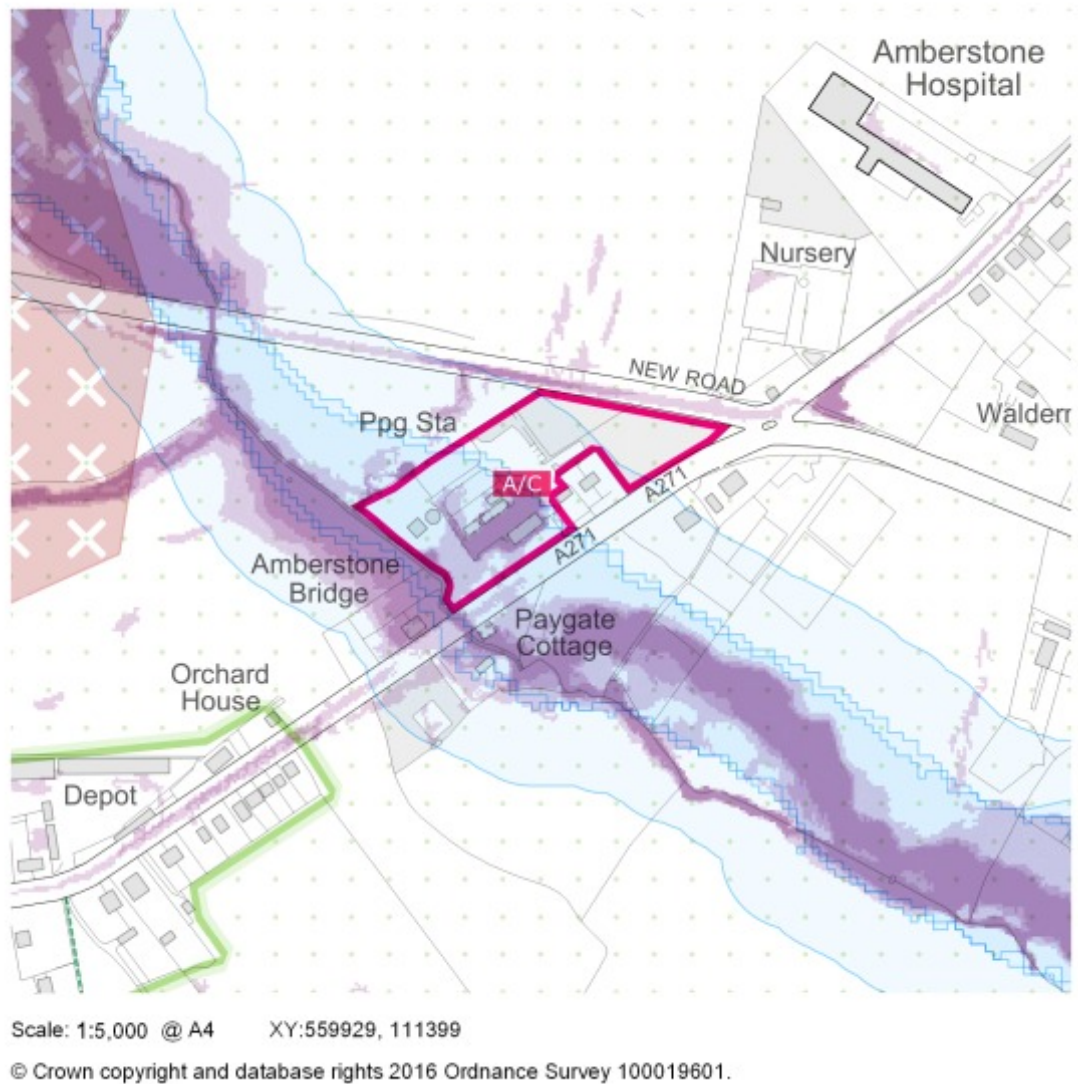 Amberstone
Hospital
Nursery
NEW ROAD
Ppg Sta
A/C
A271
A271
Amberstone
Bridge
Paygate
Cottage
Orchard
House
Depot
Scale: 1:5,000 @ A4 XY:559929, 111399
© Crown copyright and database rights 2016 Ordnance Survey 100019601.